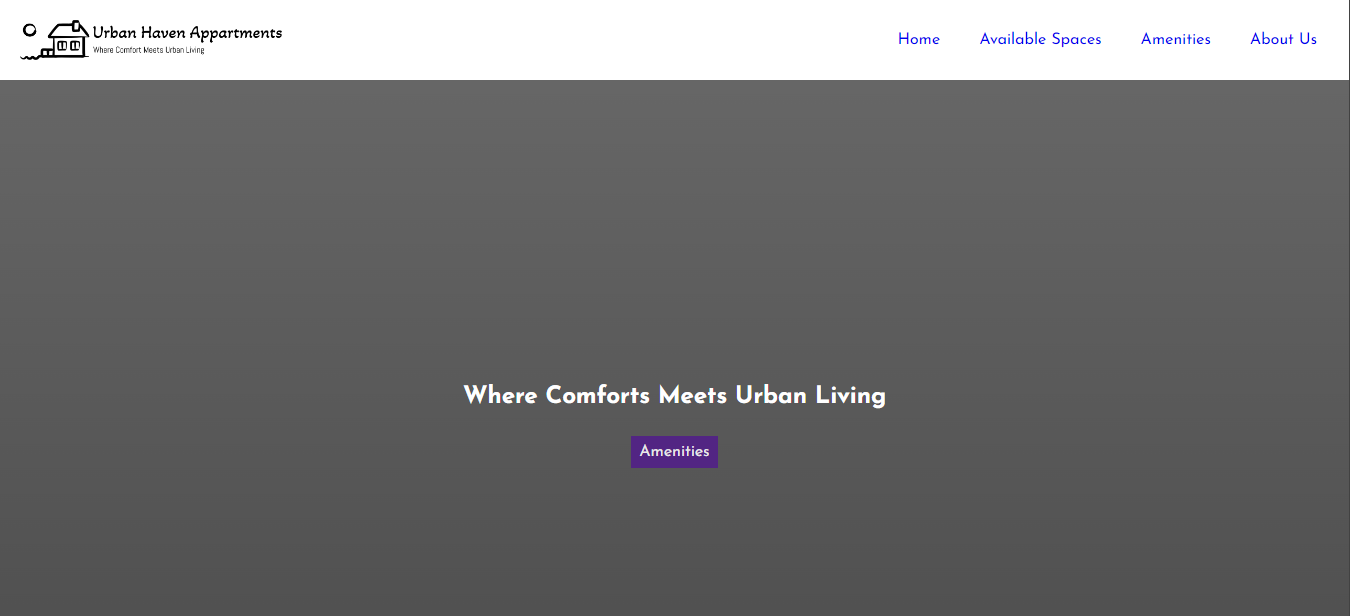 Urban Haven Appartments
Where Comfort Meets Urban Living
Home Available Spaces Amenities About Us
Where Comforts Meets Urban Living
Amenities